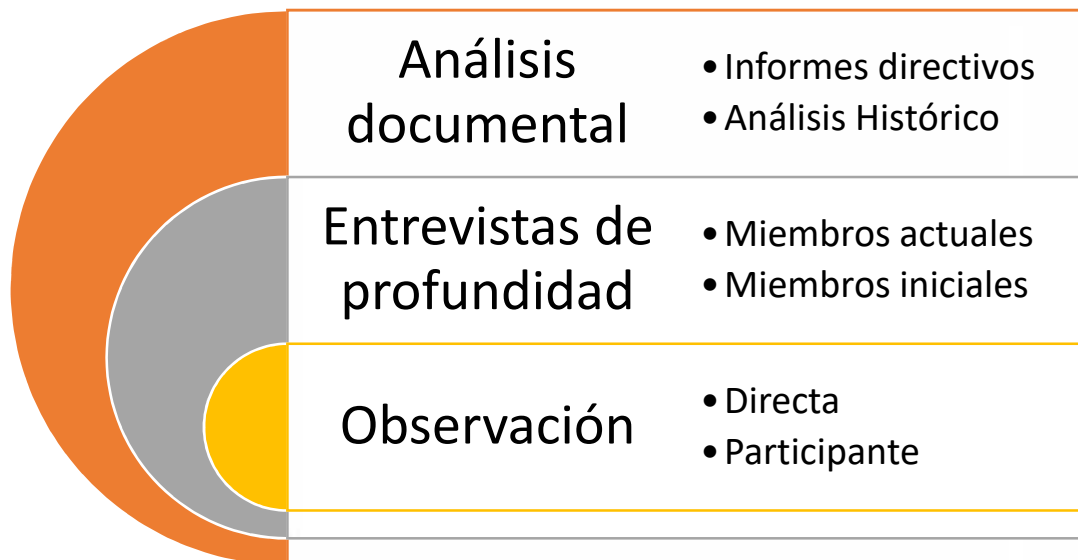 Análisis
documental
• Informes directivos
• Análisis Histórico
Entrevistas de
profundidad
• Miembros actuales
• Miembros iniciales
Observación
• Directa
• Participante